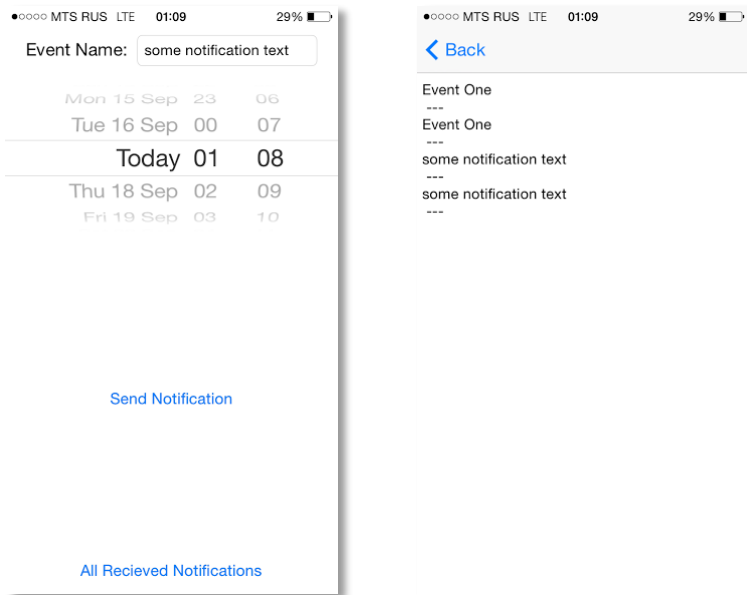 MTS RUS LTE 01:09 29%
Event Name: some notification text
Mon 15 Sep 23 06
Tue 16 Sep 00 07
Today 01 08
Thu 18 Sep 02 09
Fri 19 Sep 03 10
Send Notification
All Recieved Notifications
MTS RUS LTE 01:09 29%
Back
Event One
---
Event One
---
some notification text
---
some notification text
---